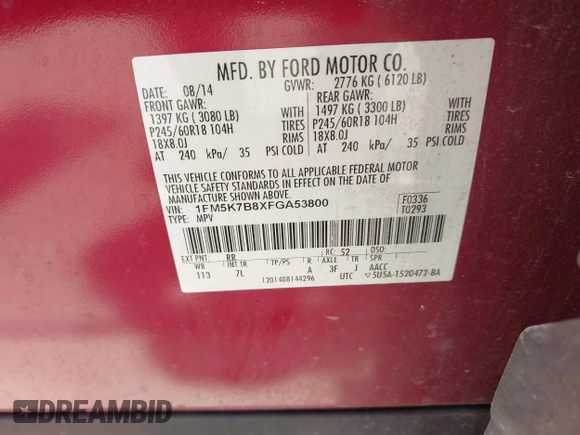 MFD. BY FORD MOTOR CO.
DATE: 08/14 GVWR: 2776 KG ( 6120 LB)
FRONT GAWR: REAR GAWR:
1397 KG ( 3080 LB) WITH 1497 KG ( 3300 LB) WITH
P245/60R18 104H TIRES P245/60R18 104H TIRES
18X8.0J RIMS 18X8.0J RIMS
AT 240 kPa/ 35 PSI COLD AT 240 kPa/ 35 PSI COLD
THIS VEHICLE CONFORMS TO ALL APPLICABLE FEDERAL MOTOR
VEHICLE SAFETY STANDARDS IN EFFECT ON THE DATE OF
MANUFACTURE SHOWN ABOVE.
VIN: 1FM5K7B8XFGA53800 F0336
TYPE: MPV T0293
EXT PNT: RR RC: 52 DSO:
WB INT TR TP/PS R AXLE TR SPR
113 7L A 3F J AACC
1201408144296 UTC 5U5A-1520472-BA
DREAMBID